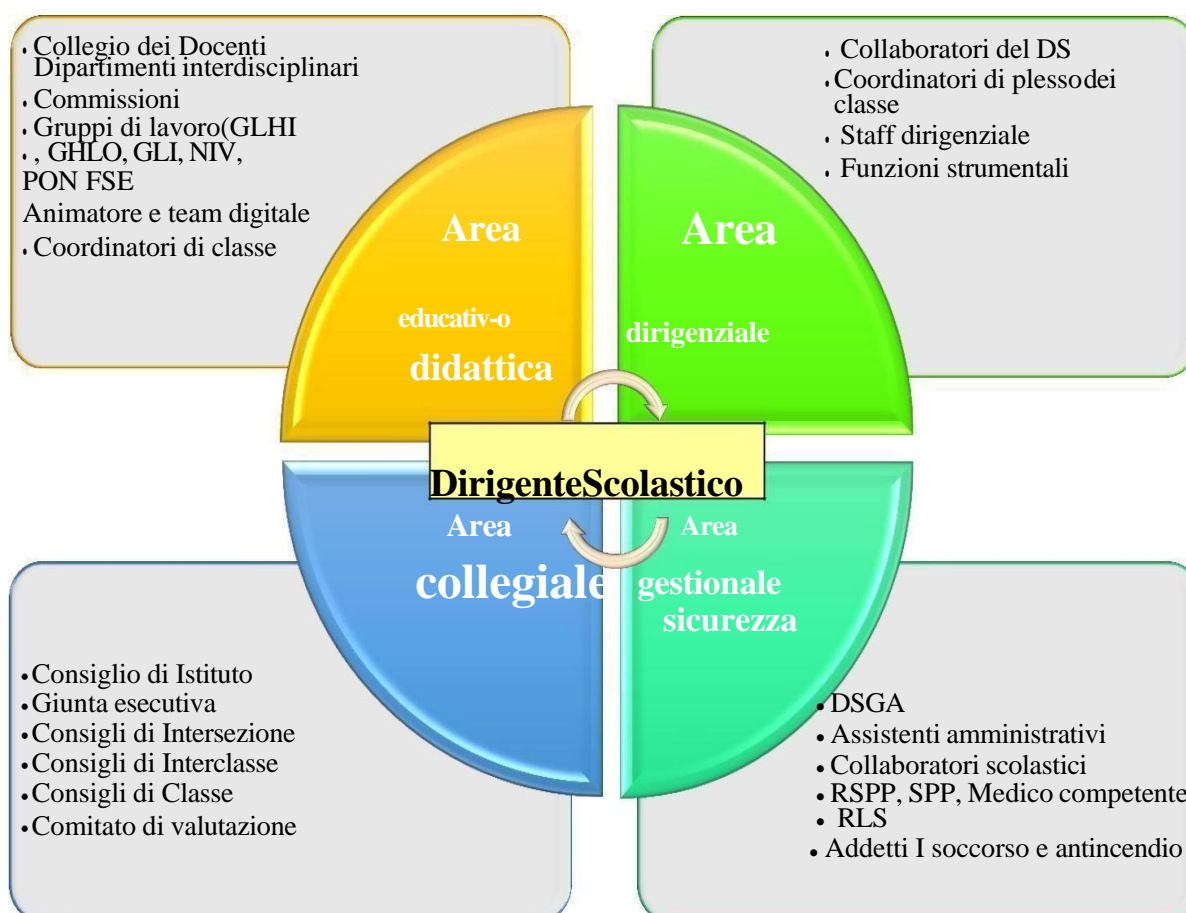 • Collegio dei Docenti
Dipartimenti interdisciplinari
• Commissioni
• Gruppi di lavoro(GLHI
• , GHLO, GLI, NIV,
PON FSE
Animatore e team digitale
• Coordinatori di classe
• Collaboratori del DS
• Coordinatori di plessodei
classe
• Staff dirigenziale
• Funzioni strumentali
Area
educativ-o
didattica
Area
dirigenziale
DirigenteScolastico
Area
collegiale
Area
gestionale
sicurezza
• Consiglio di Istituto
• Giunta esecutiva
• Consigli di Intersezione
• Consigli di Interclasse
• Consigli di Classe
• Comitato di valutazione
• DSGA
• Assistenti amministrativi
• Collaboratori scolastici
• RSPP, SPP, Medico competente
• RLS
• Addetti I soccorso e antincendio